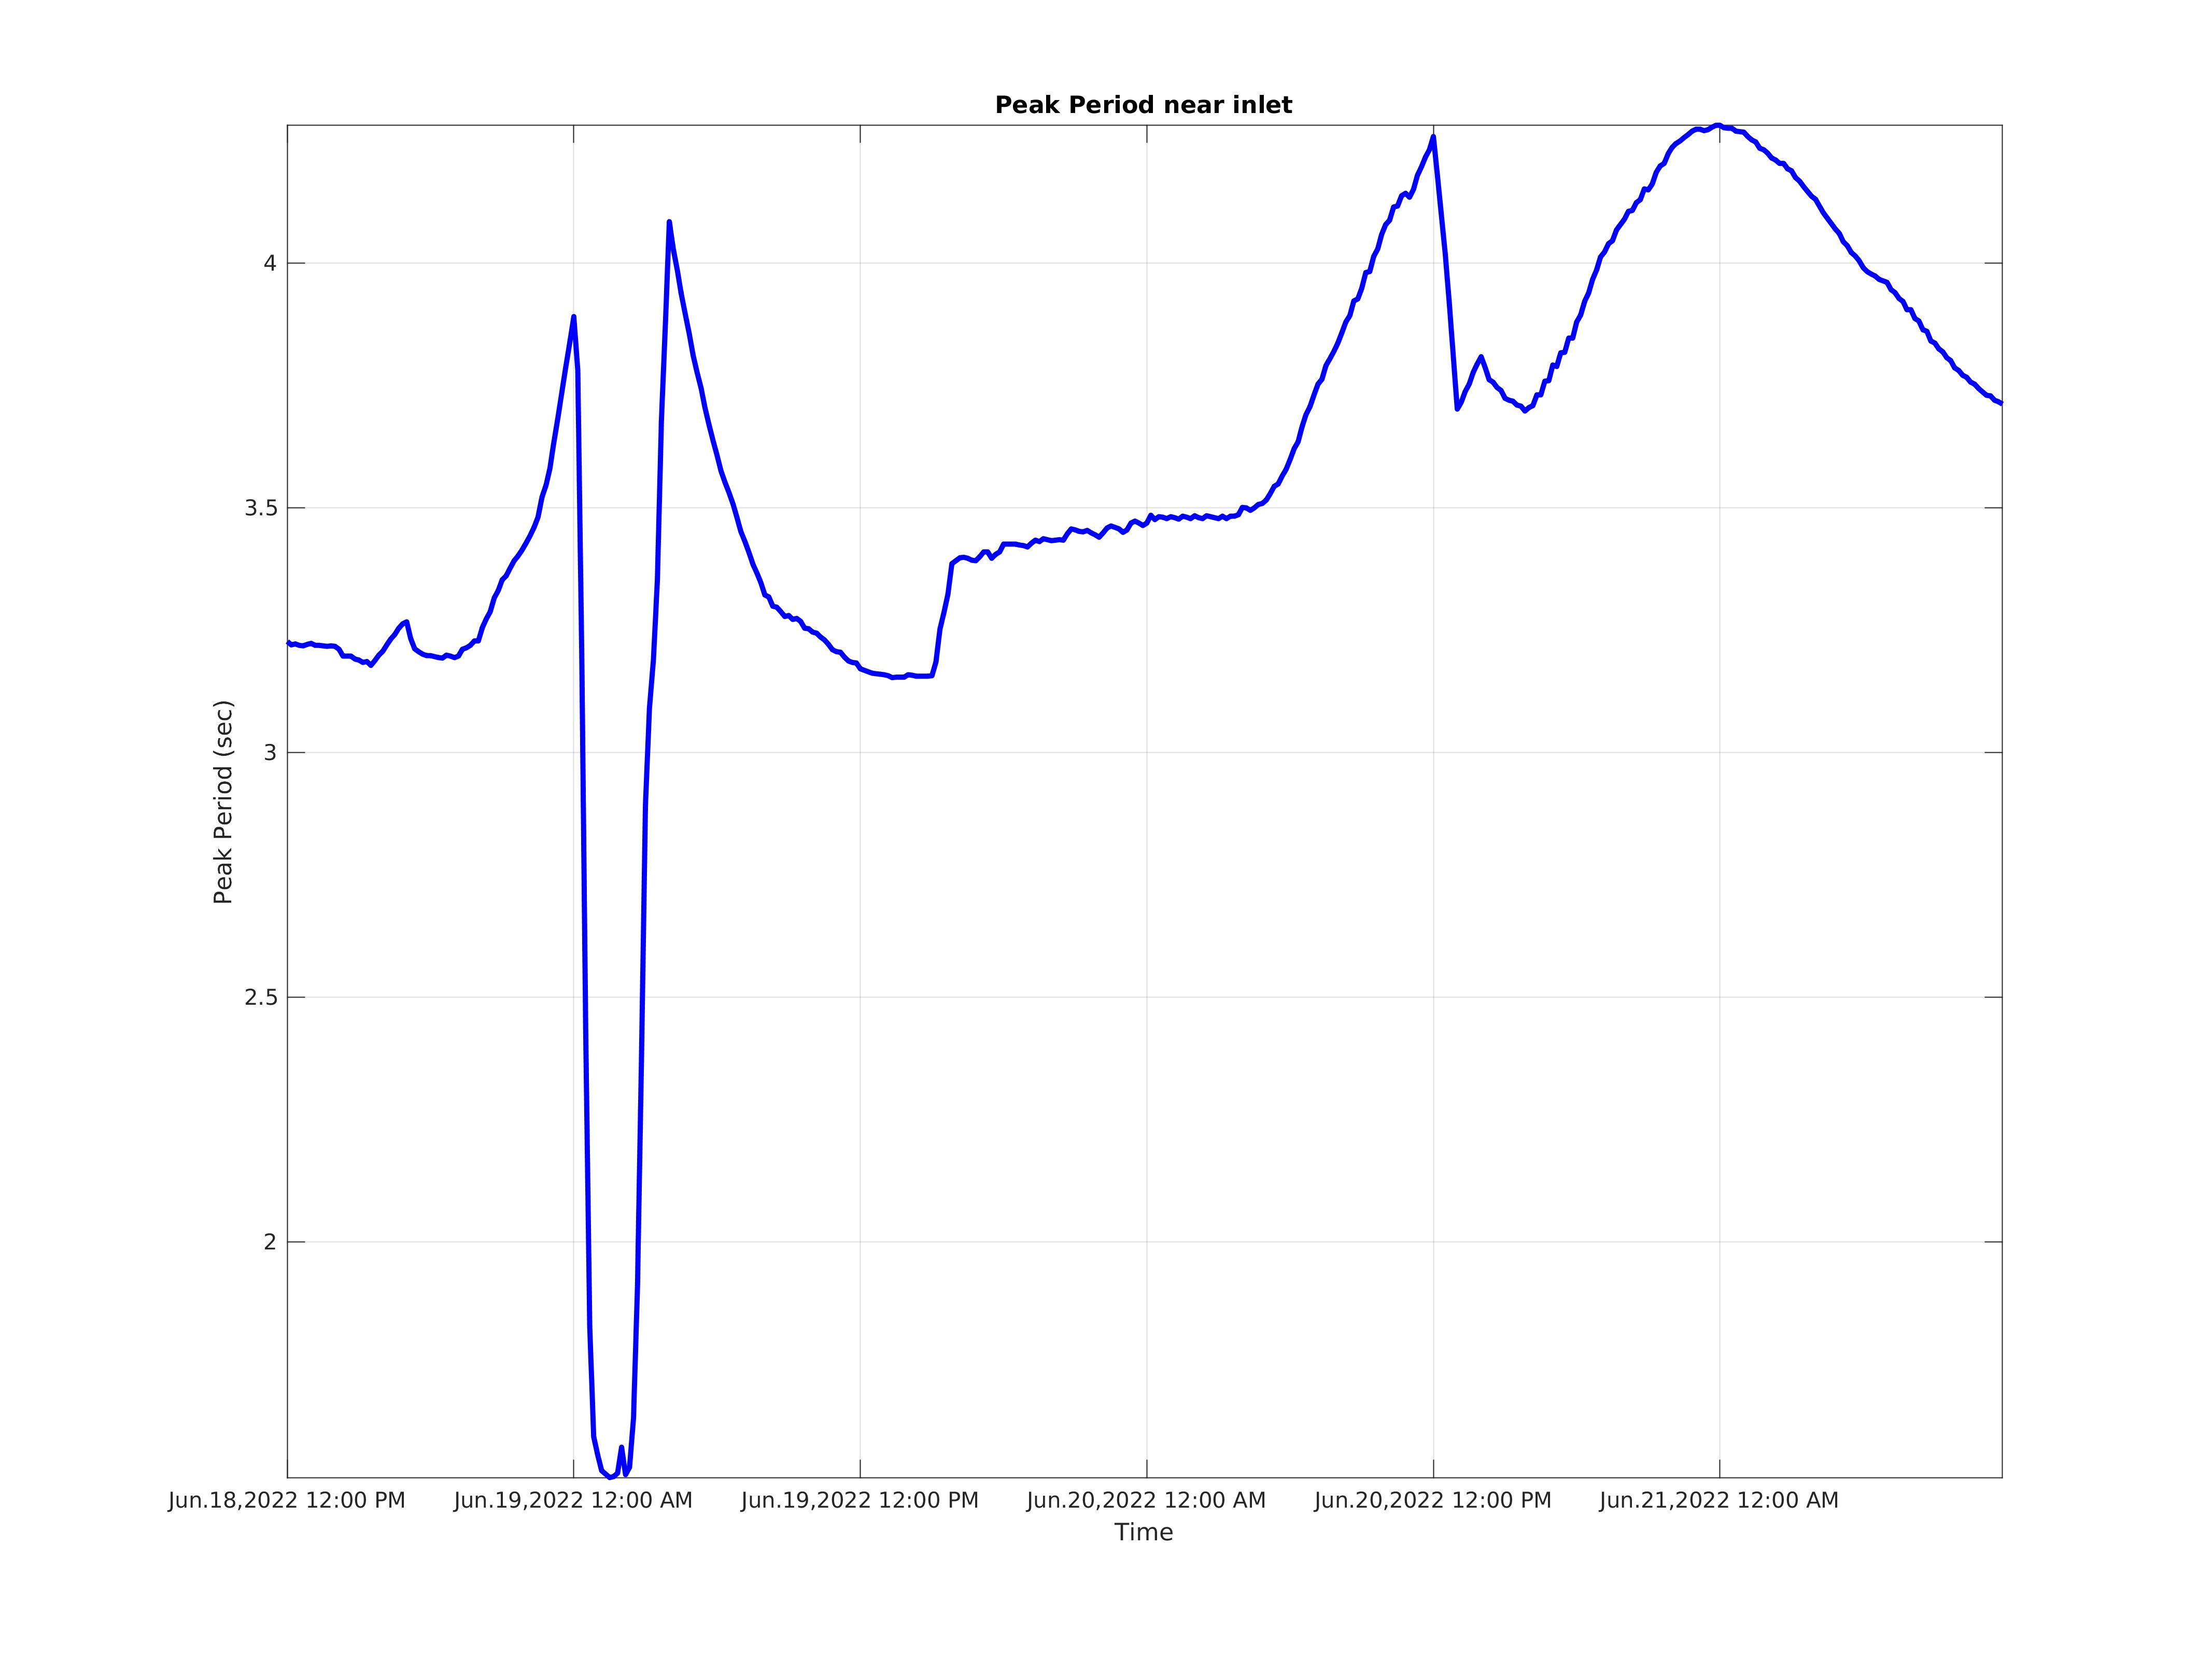 Peak Period near inlet
4
3.5
3
2.5
2
Peak Period (sec)
Jun.18,2022 12:00 PM
Jun.19,2022 12:00 AM
Jun.19,2022 12:00 PM
Jun.20,2022 12:00 AM
Jun.20,2022 12:00 PM
Jun.21,2022 12:00 AM
Time